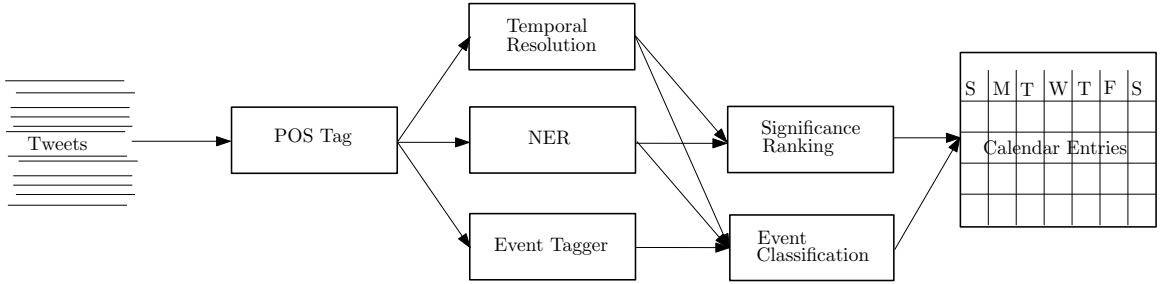 Tweets
POS Tag
Temporal
Resolution
NER
Event Tagger
Significance
Ranking
Event
Classification
S M T W T F S
Calendar Entries